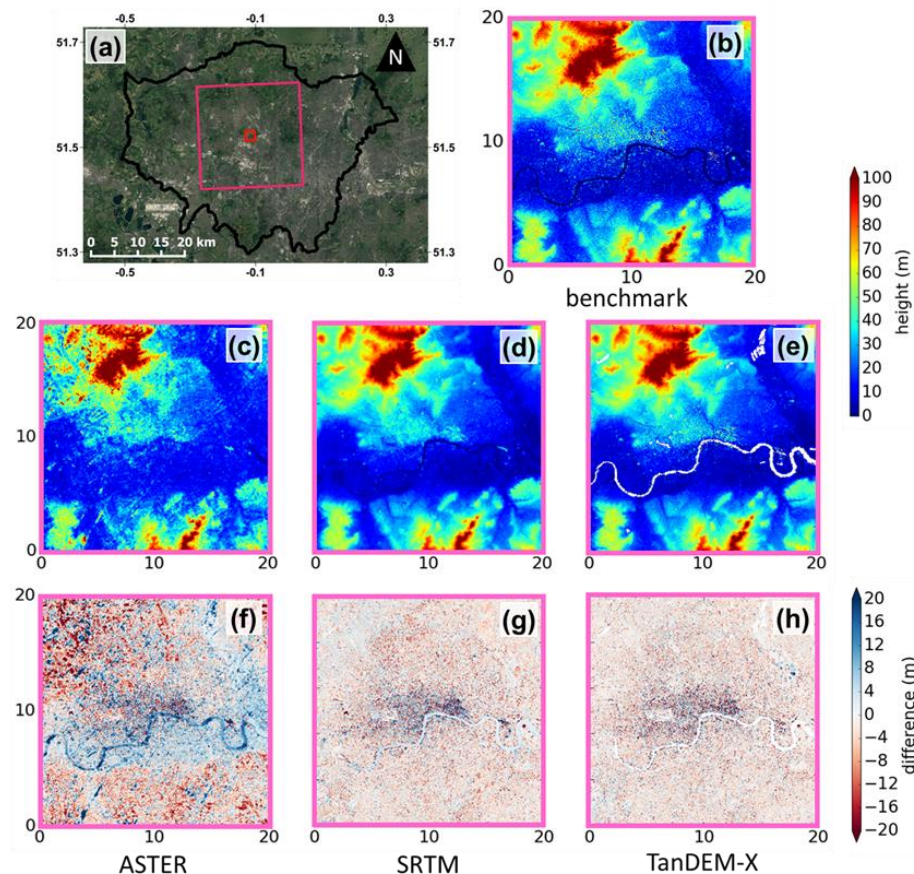 -0.5 -0.1 0.3
(a) N
51.7 51.7
51.5 51.5
51.3 51.3
0 5 10 15 20 km
-0.5 -0.1 0.3
20 (b)
10
0
0 10 20
benchmark
100
90
80
70
60
50
40
30
20
10
0
height (m)
20 (c) (d) (e)
10
0
0 10 20 0 10 20 0 10 20
20 (f) (g) (h)
10
0
0 10 20 0 10 20 0 10 20
ASTER SRTM TanDEM-X
20
16
12
8
4
0
−4
−8
−12
−16
−20
difference (m)